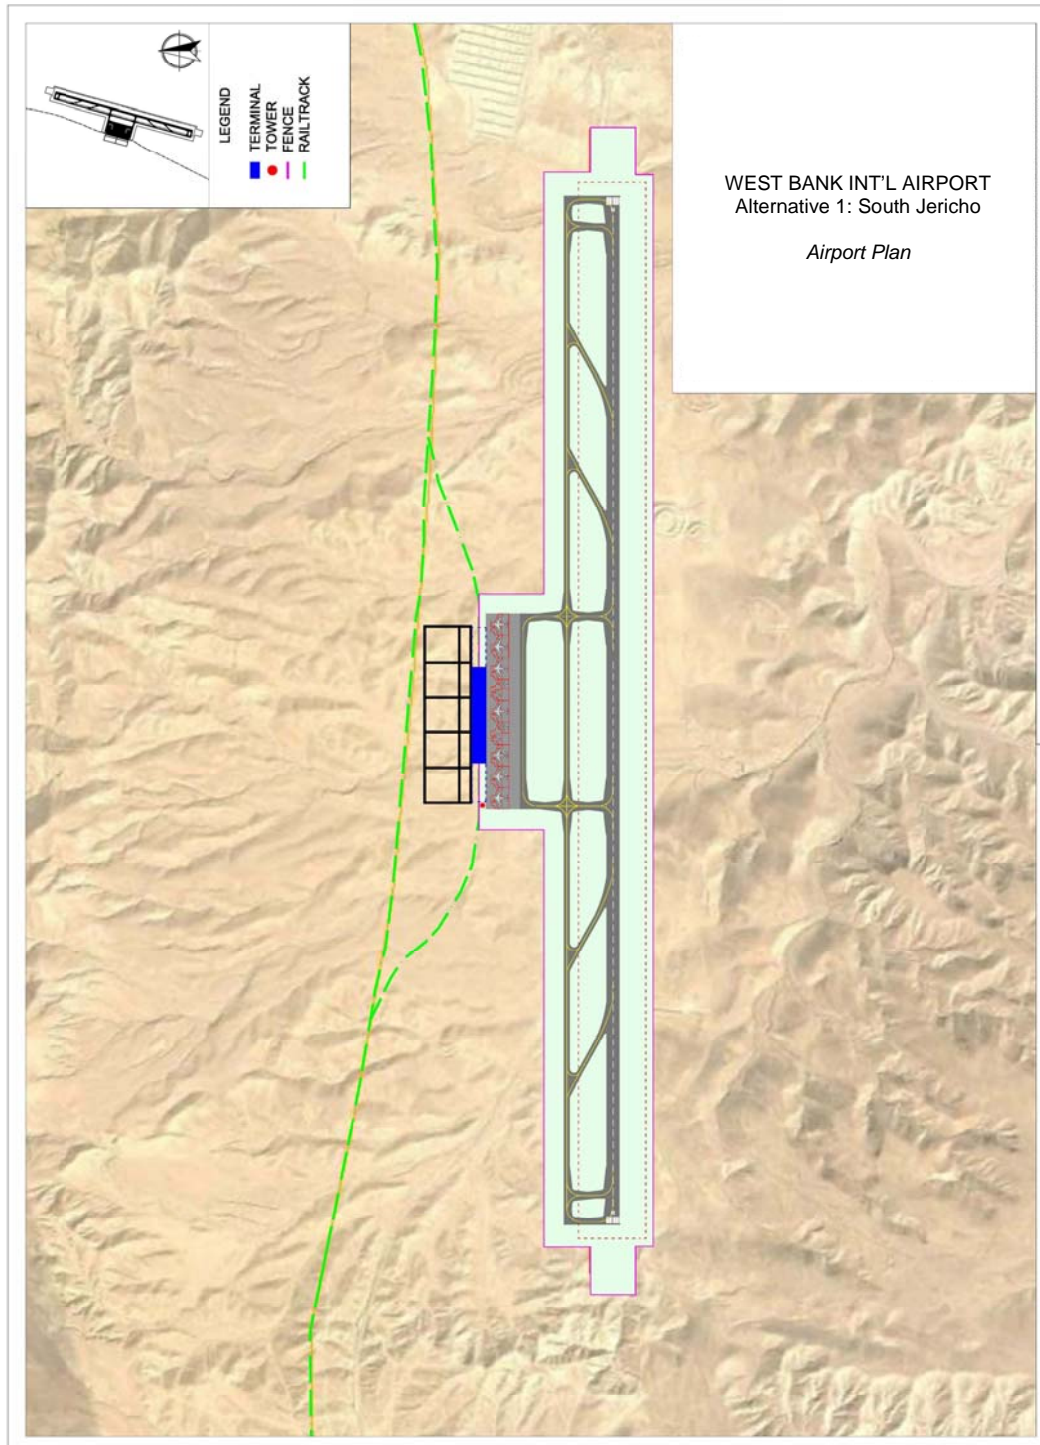 WEST BANK INT'L AIRPORT
Alternative 1: South Jericho
Airport Plan
LEGEND
TERMINAL
TOWER
FENCE
RAILTRACK